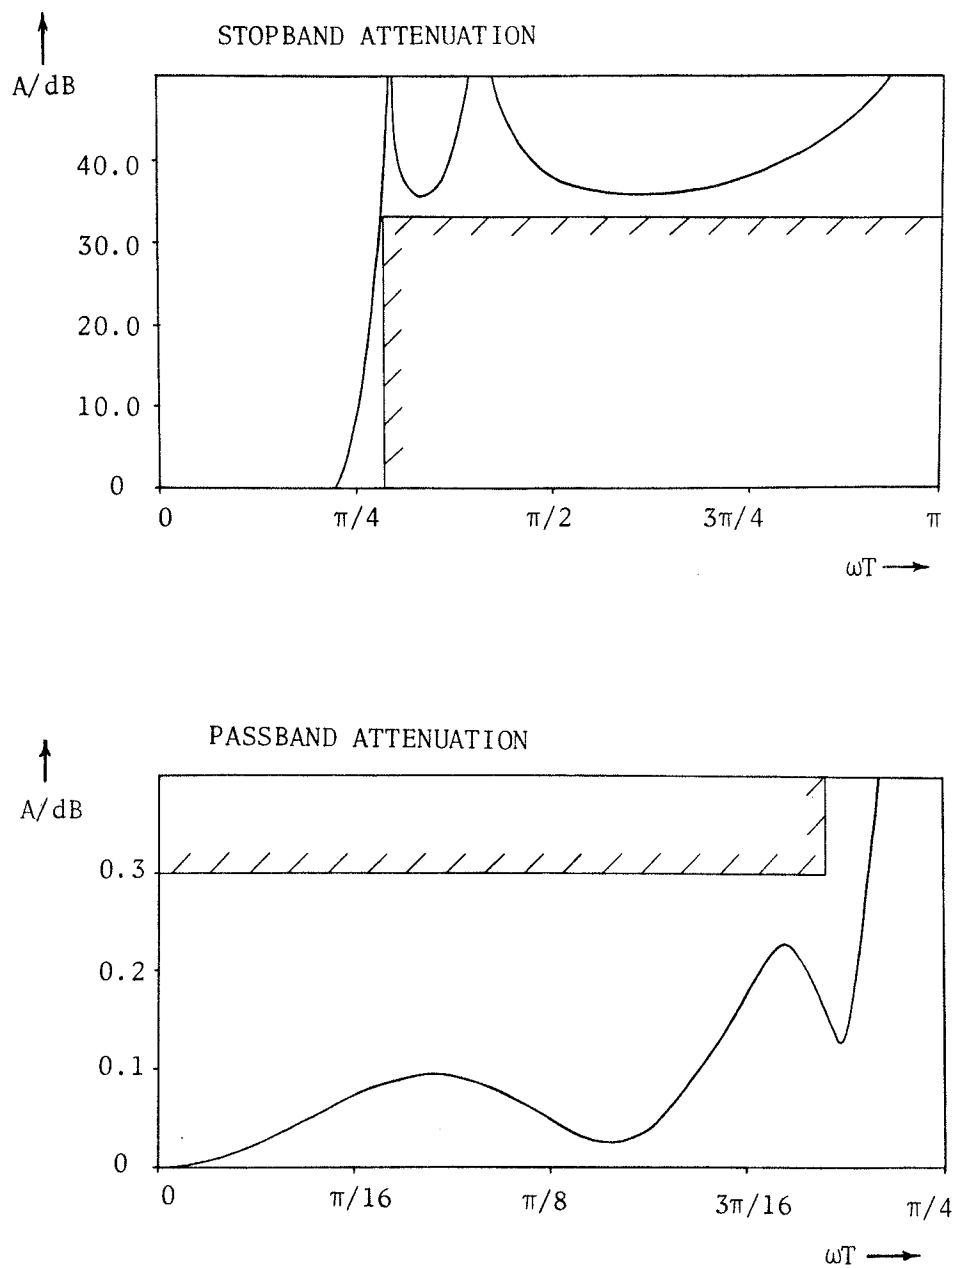 STOPBAND ATTENUATION
A/dB
40.0
30.0
20.0
10.0
0
0 π/4 π/2 3π/4 π
ωT
PASSBAND ATTENUATION
A/dB
0.3
0.2
0.1
0
0 π/16 π/8 3π/16 π/4
ωT